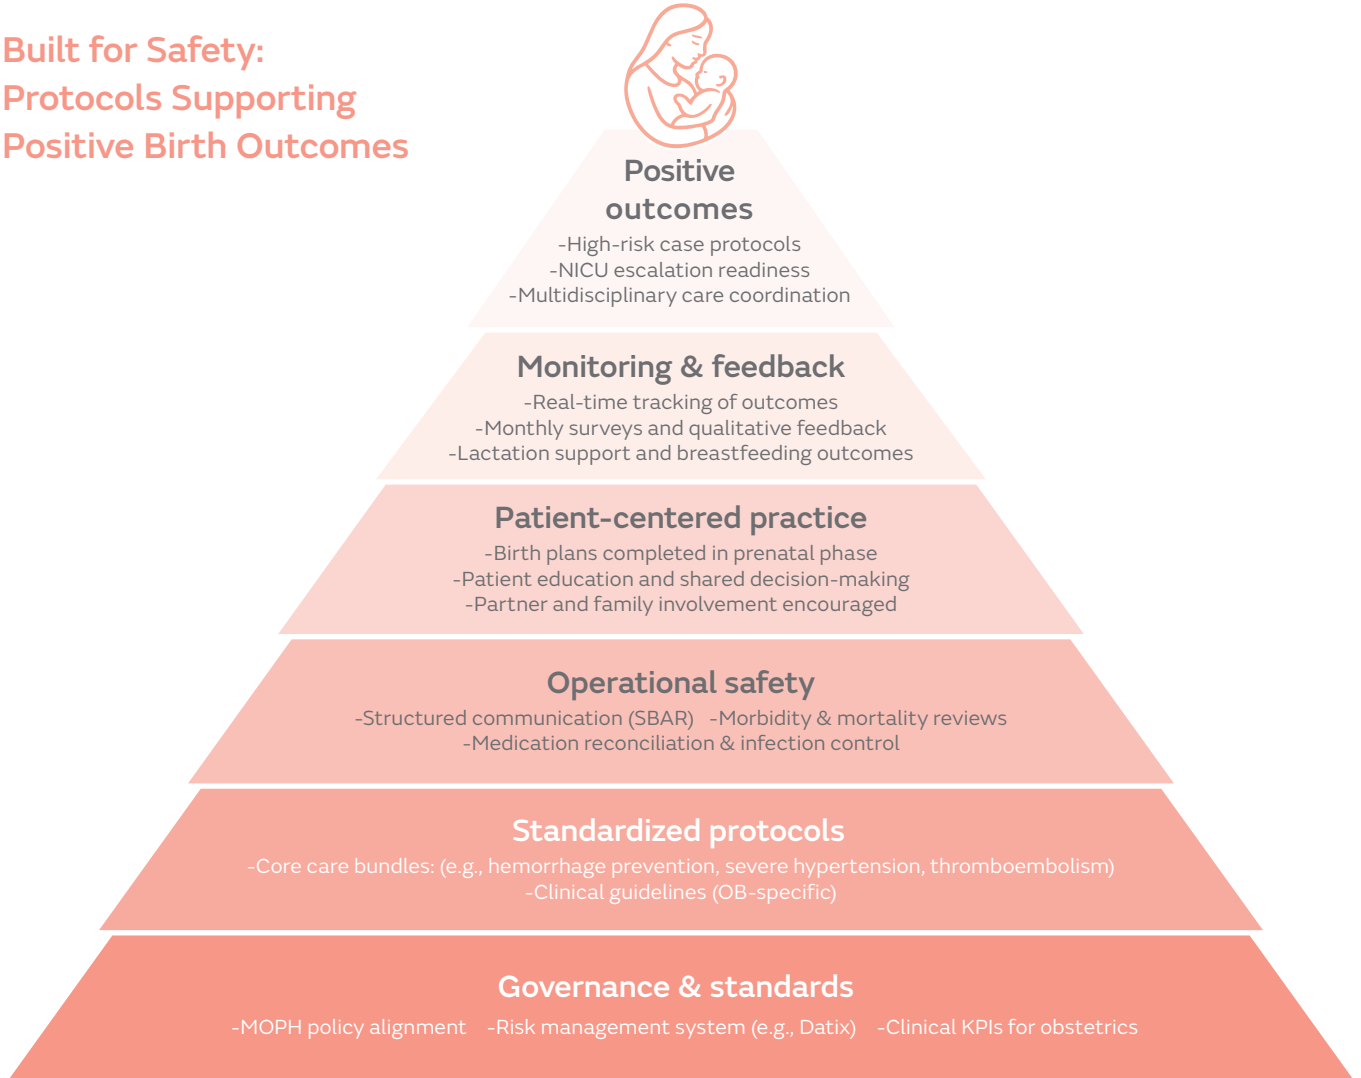 Built for Safety:
Protocols Supporting
Positive Birth Outcomes
Positive
outcomes
-High-risk case protocols
-NICU escalation readiness
-Multidisciplinary care coordination
Monitoring & feedback
-Real-time tracking of outcomes
-Monthly surveys and qualitative feedback
-Lactation support and breastfeeding outcomes
Patient-centered practice
-Birth plans completed in prenatal phase
-Patient education and shared decision-making
-Partner and family involvement encouraged
Operational safety
-Structured communication (SBAR) -Morbidity & mortality reviews
-Medication reconciliation & infection control
Standardized protocols
-Core care bundles: (e.g., hemorrhage prevention, severe hypertension, thromboembolism)
-Clinical guidelines (OB-specific)
Governance & standards
-MOPH policy alignment -Risk management system (e.g., Datix) -Clinical KPIs for obstetrics